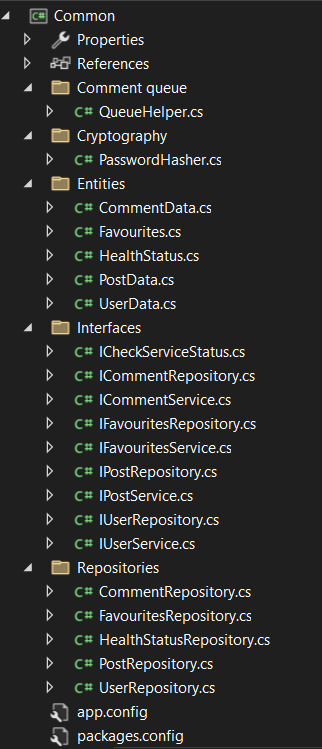 C# Common
Properties
References
Comment queue
C# QueueHelper.cs
Cryptography
C# PasswordHasher.cs
Entities
C# CommentData.cs
C# Favourites.cs
C# HealthStatus.cs
C# PostData.cs
C# UserData.cs
Interfaces
C# ICheckServiceStatus.cs
C# ICommentRepository.cs
C# ICommentService.cs
C# IFavouritesRepository.cs
C# IFavouritesService.cs
C# IPostRepository.cs
C# IPostService.cs
C# IUserRepository.cs
C# IUserService.cs
Repositories
C# CommentRepository.cs
C# FavouritesRepository.cs
C# HealthStatusRepository.cs
C# PostRepository.cs
C# UserRepository.cs
app.config
packages.config